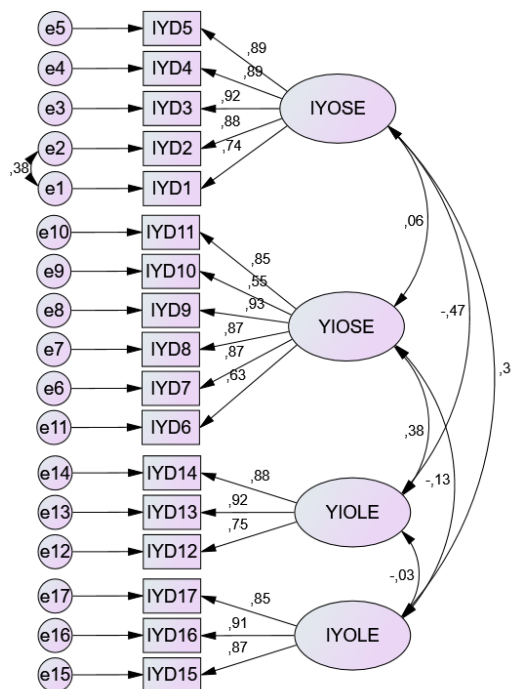 e5 IYD5 ,89
e4 IYD4 ,89
e3 IYD3 ,92 IYOSE
e2 IYD2 ,88
,38
e1 IYD1 ,74
,06
e10 IYD11 ,85
e9 IYD10 ,55
e8 IYD9 ,93 YIOSE -,47
e7 IYD8 ,87
,3
e6 IYD7 ,87
e11 IYD6 ,63
,38
e14 IYD14 ,88 -,13
e13 IYD13 ,92 YIOLE
e12 IYD12 ,75
-,03
e17 IYD17 ,85
e16 IYD16 ,91 IYOLE
e15 IYD15 ,87